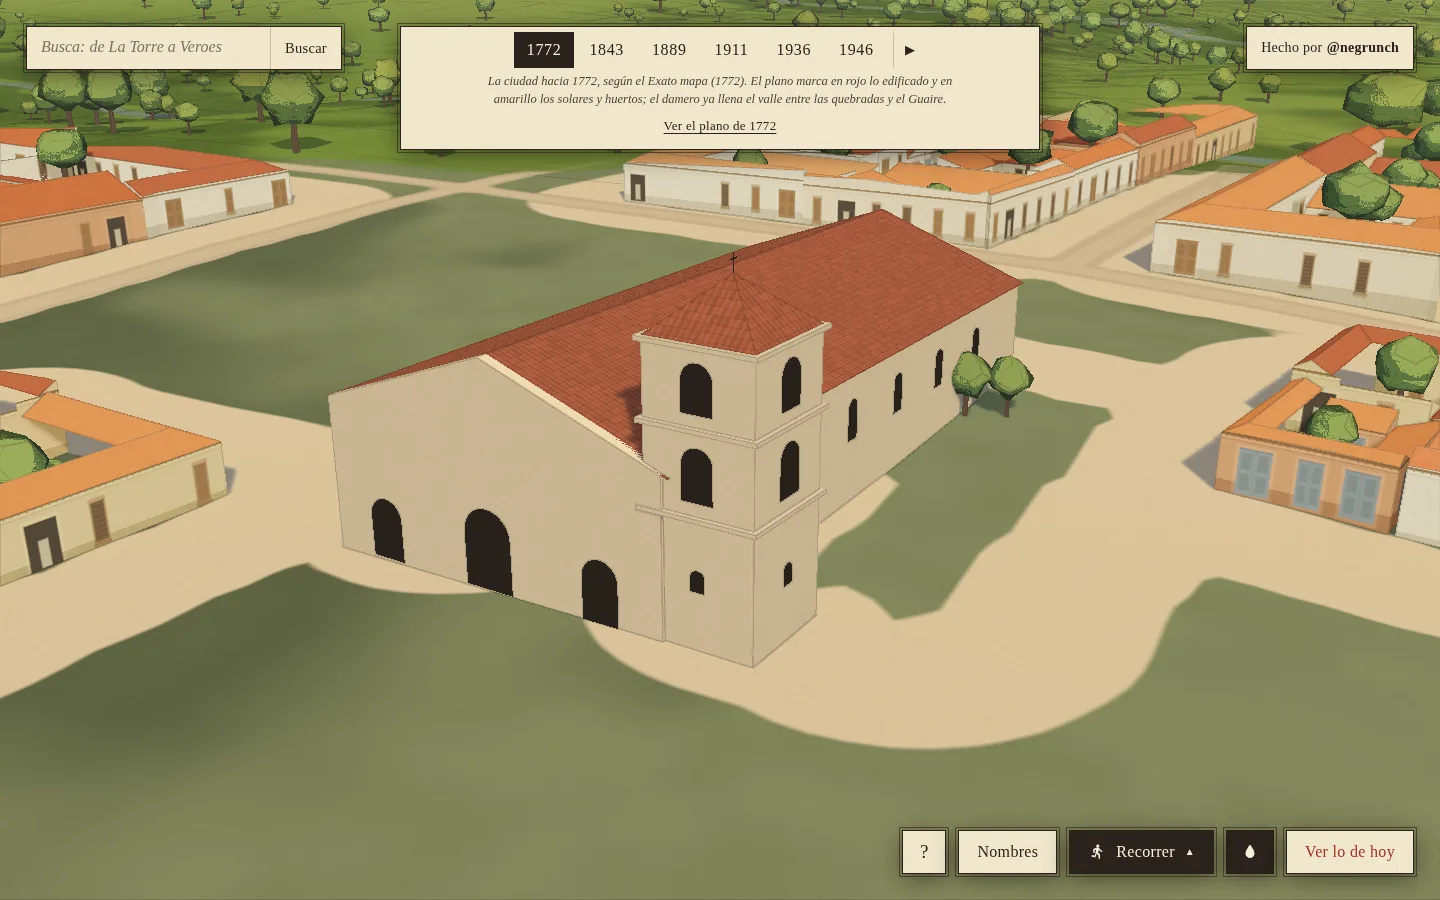 Busca: de La Torre a Veroes
Buscar
1772 1843 1889 1911 1936 1946 ▶
La ciudad hacia 1772, según el Exato mapa (1772). El plano marca en rojo lo edificado y en
amarillo los solares y huertos; el damero ya llena el valle entre las quebradas y el Guaire.
Ver el plano de 1772
Hecho por @negrunch
?
Nombres
Recorrer ▲
Ver lo de hoy